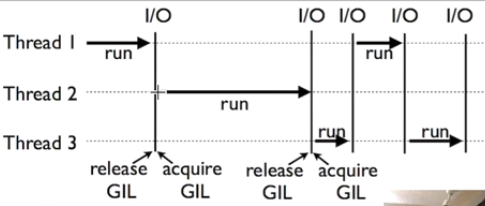 I/O I/O I/O I/O I/O
Thread 1
run run
Thread 2
run
Thread 3
run run
release acquire release acquire
GIL GIL GIL GIL